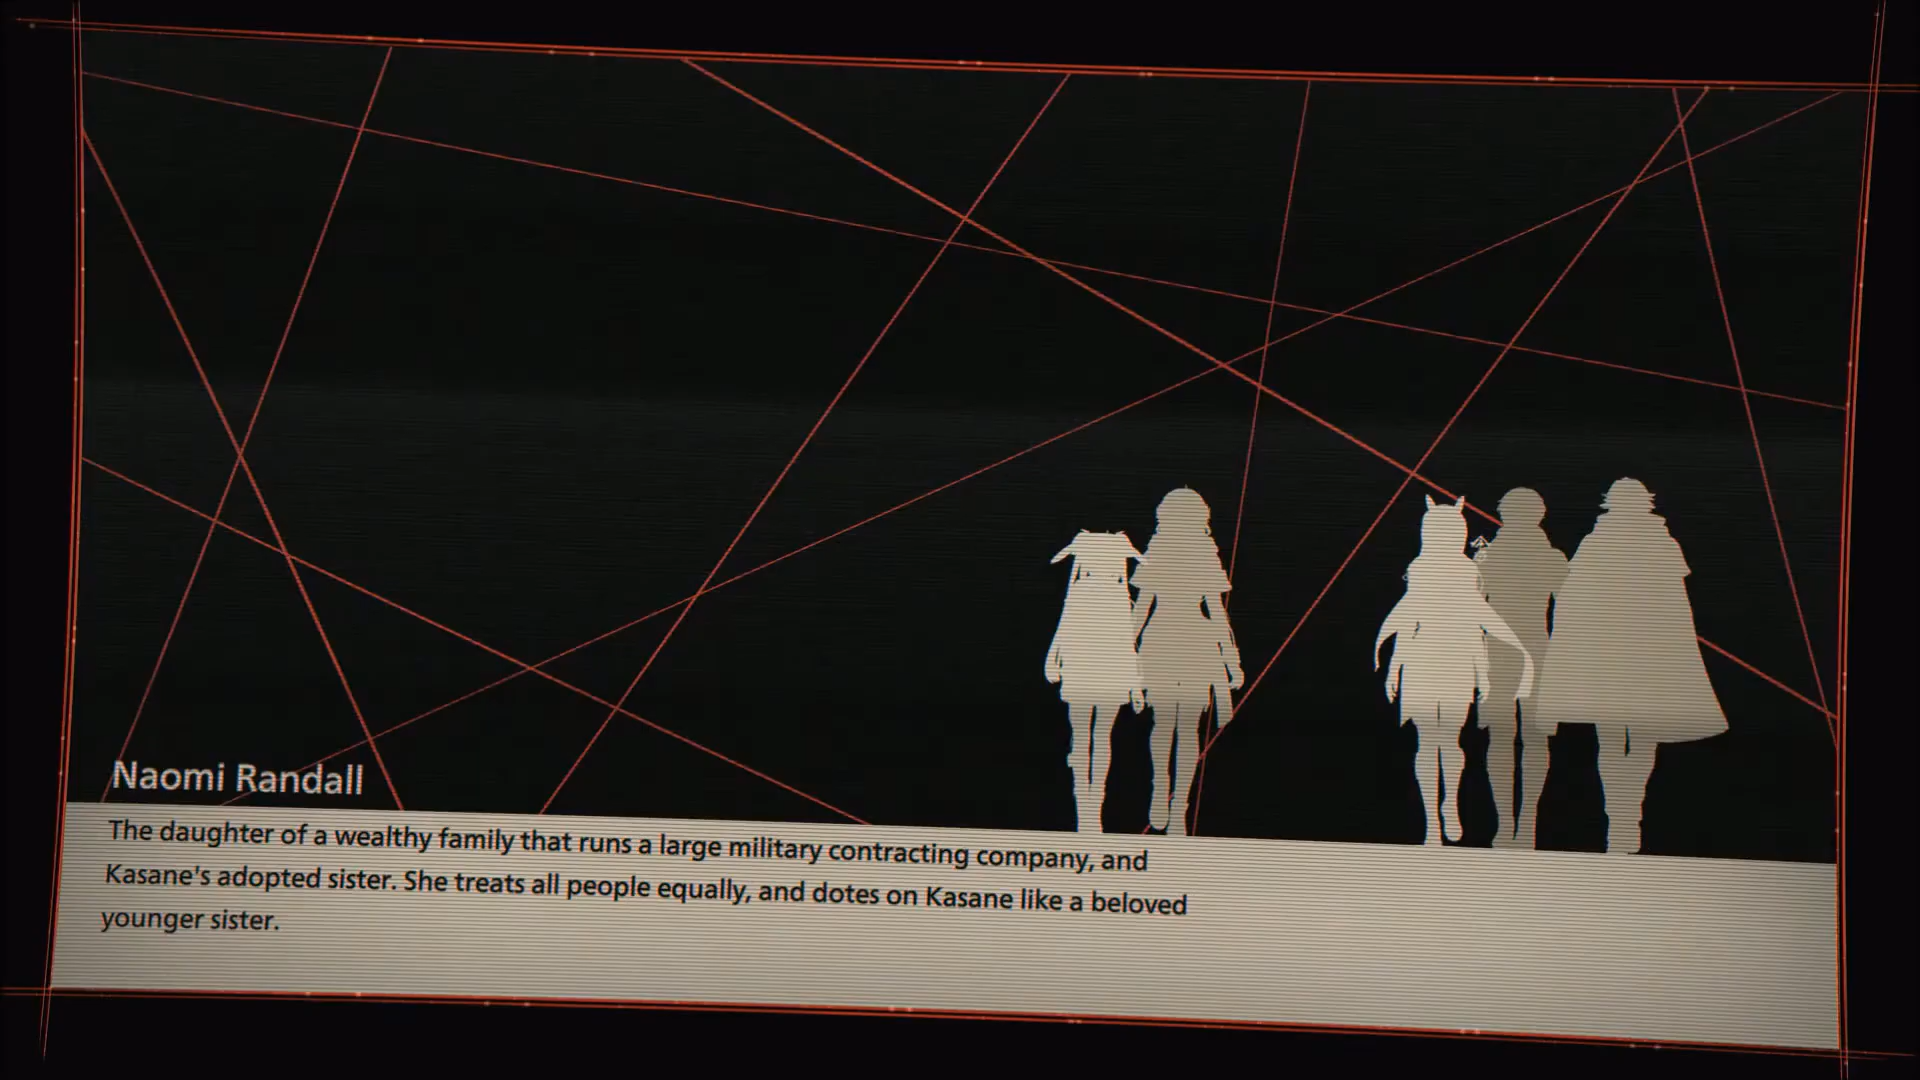 Naomi Randall
The daughter of a wealthy family that runs a large military contracting company, and
Kasane's adopted sister. She treats all people equally, and dotes on Kasane like a beloved
younger sister.